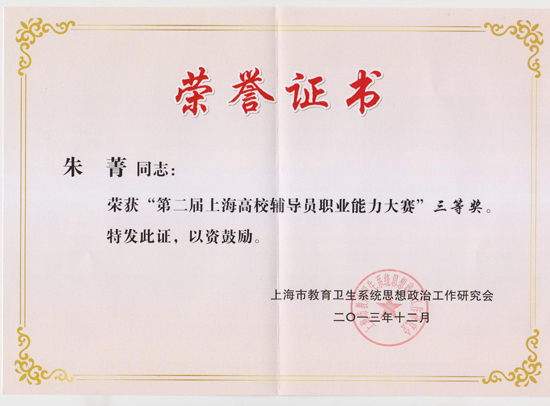 荣誉证书
朱 菁 同志：
荣获“第二届上海高校辅导员职业能力大赛”三等奖。
特发此证，以资鼓励。
上海市教育卫生系统思想政治工作研究会
二〇一三年十二月